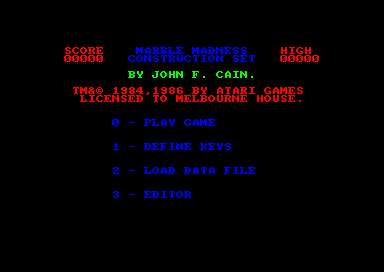 SCORE MARBLE MADNESS HIGH
00000 CONSTRUCTION SET 00000
BY JOHN F. CAIN.
TM&© 1984,1986 BY ATARI GAMES
LICENSED TO MELBOURNE HOUSE.
0 - PLAY GAME
1 - DEFINE KEYS
2 - LOAD DATA FILE
3 - EDITOR